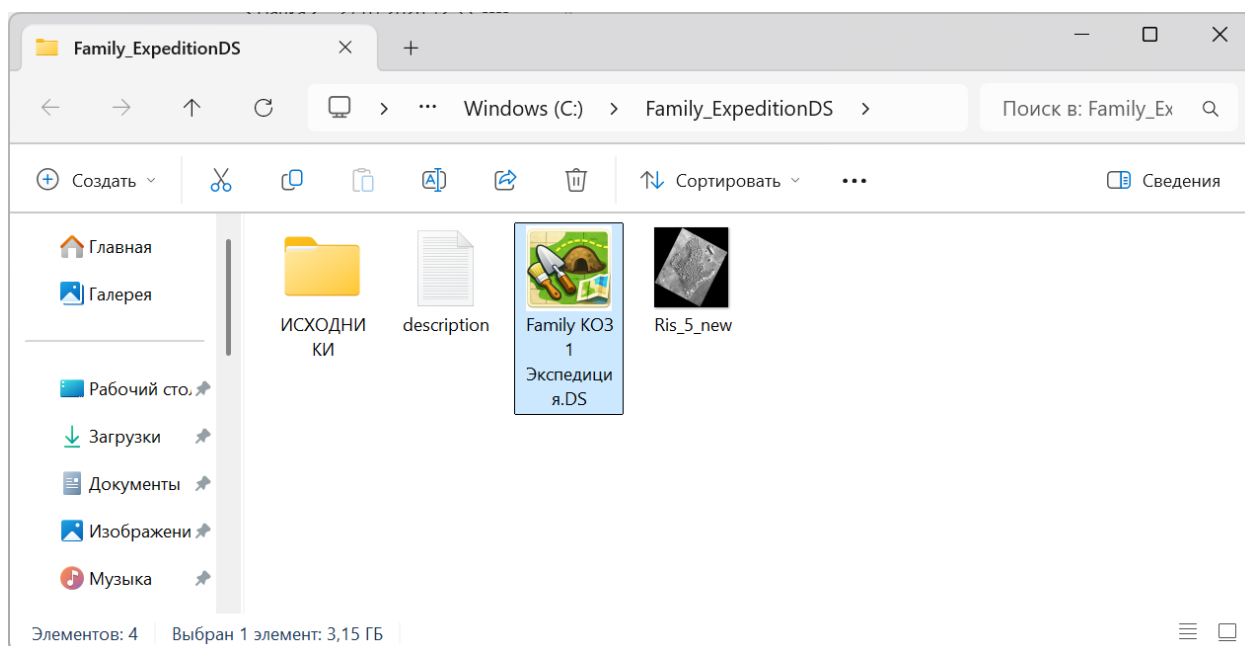 Family_ExpeditionDS
Windows (C:) Family_ExpeditionDS Поиск в: Family_Ex
Создать Сортировать ••• Сведения
Главная
Галерея
Рабочий сто
Загрузки
Документы
Изображени
Музыка
ИСХОДНИ
КИ
description
Family КОЗ
1
Экспедици
я.DS
Ris_5_new
Элементов: 4 Выбран 1 элемент: 3,15 ГБ